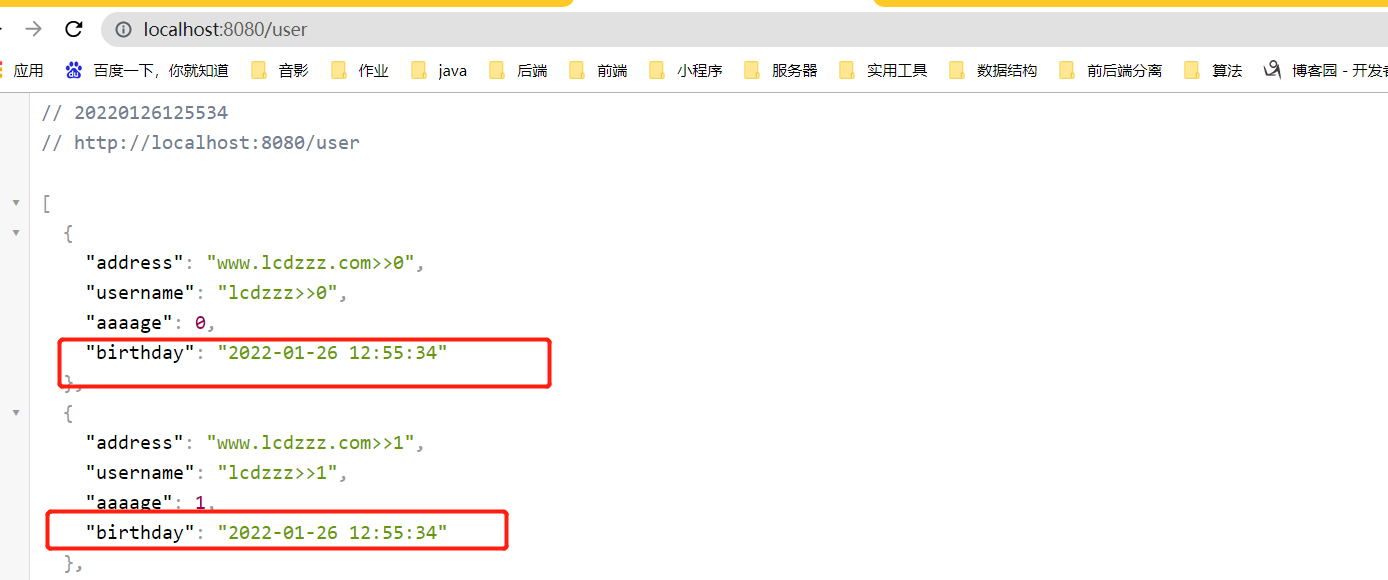 localhost:8080/user
应用 百度一下，你就知道 音影 作业 java 后端 前端 小程序 服务器 实用工具 数据结构 前后端分离 算法 博客园 - 开发者
// 20220126125534
// http://localhost:8080/user
[
{
"address": "www.lcdzzz.com>>0",
"username": "lcdzzz>>0",
"aaaage": 0,
"birthday": "2022-01-26 12:55:34"
},
{
"address": "www.lcdzzz.com>>1",
"username": "lcdzzz>>1",
"aaaage": 1,
"birthday": "2022-01-26 12:55:34"
},